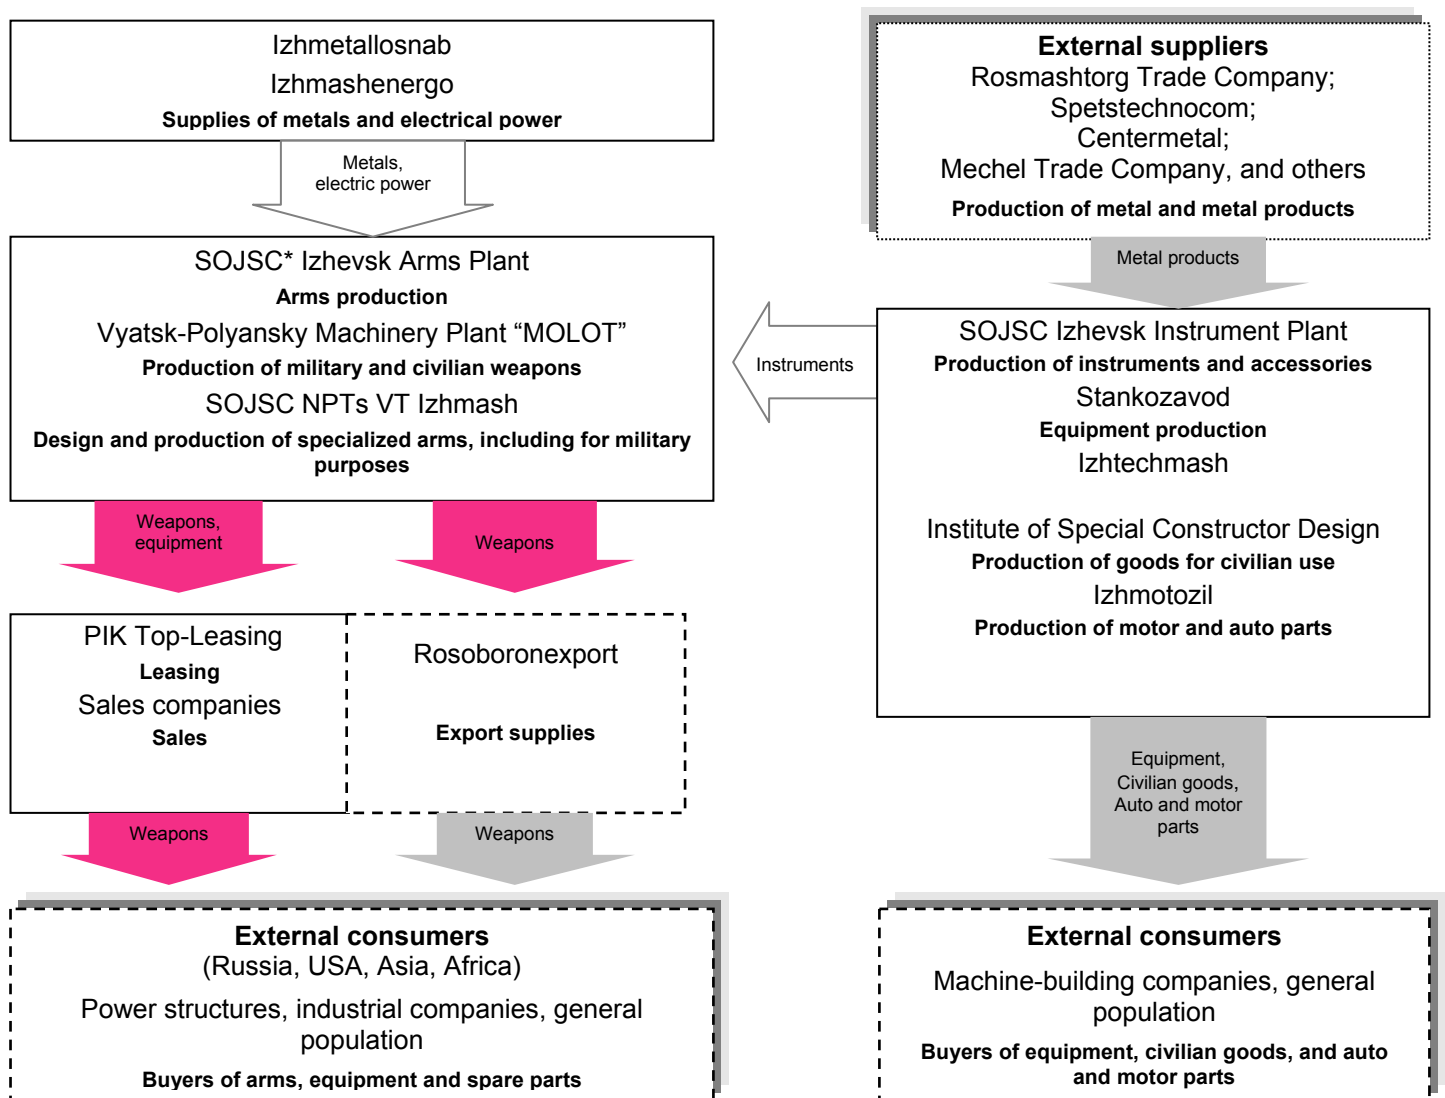 Izhmetallosnab
Izhmashenergo
Supplies of metals and electrical power
Metals,
electric power
SOJSC* Izhevsk Arms Plant
Arms production
Vyatsk-Polyansky Machinery Plant “MOLOT”
Production of military and civilian weapons
SOJSC NPTs VT Izhmash
Design and production of specialized arms, including for military
purposes
Weapons,
equipment
Weapons
PIK Top-Leasing
Leasing
Sales companies
Sales
Rosoboronexport
Export supplies
Weapons
Weapons
External consumers
(Russia, USA, Asia, Africa)
Power structures, industrial companies, general
population
Buyers of arms, equipment and spare parts
External suppliers
Rosmashtorg Trade Company;
Spetstechnocom;
Centermetal;
Mechel Trade Company, and others
Production of metal and metal products
Metal products
Instruments
SOJSC Izhevsk Instrument Plant
Production of instruments and accessories
Stankozavod
Equipment production
Izhtechmash
Institute of Special Constructor Design
Production of goods for civilian use
Izhmotozil
Production of motor and auto parts
Equipment,
Civilian goods,
Auto and motor
parts
External consumers
Machine-building companies, general
population
Buyers of equipment, civilian goods, and auto
and motor parts